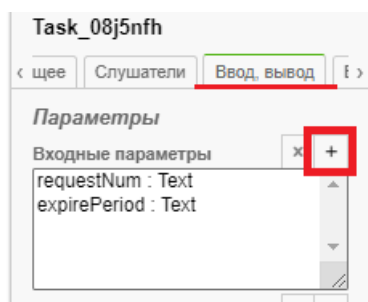 Task_08j5nfh
‹ щее Слушатели Ввод, вывод ›
Параметры
Входные параметры × +
requestNum : Text
expirePeriod : Text